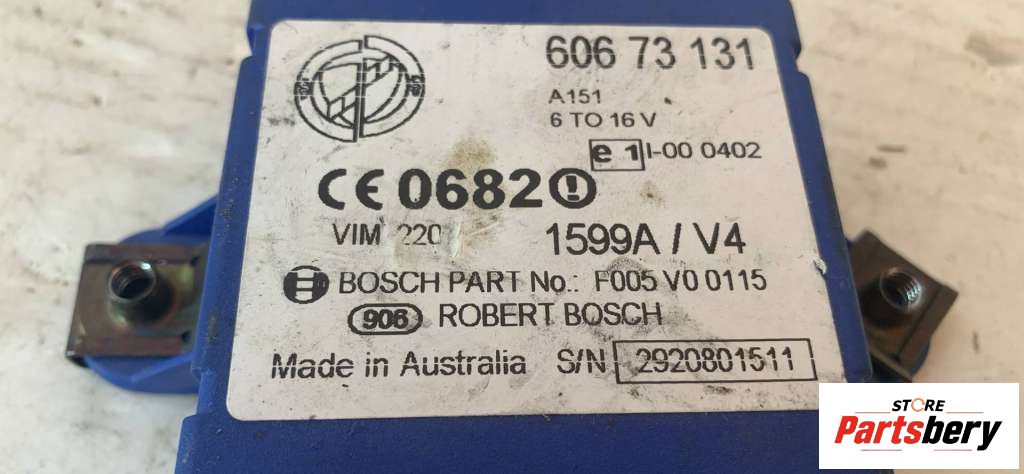 606 73 131
A151
6 TO 16 V
e 1 I-00 0402
CE 0682
VIM 220
1599A / V4
BOSCH PART No.: F005 V0 0115
906 ROBERT BOSCH
Made in Australia S/N 2920801511
STORE
Partsbery